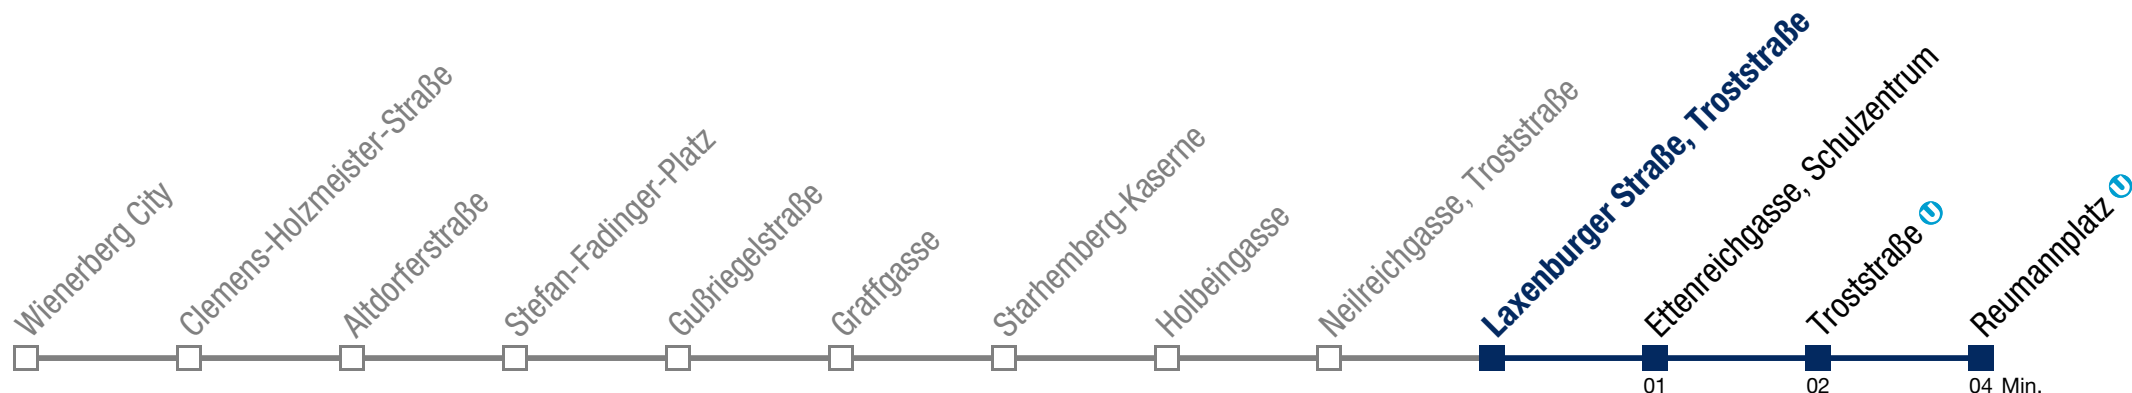 Wienerberg City
Clemens-Holzmeister-Straße
Altdorferstraße
Stefan-Fadinger-Platz
Gußriegelstraße
Graffgasse
Starhemberg-Kaserne
Holbeingasse
Neilreichgasse, Troststraße
Laxenburger Straße, Troststraße
Ettenreichgasse, Schulzentrum
Troststraße U
Reumannplatz U
01 02 04 Min.